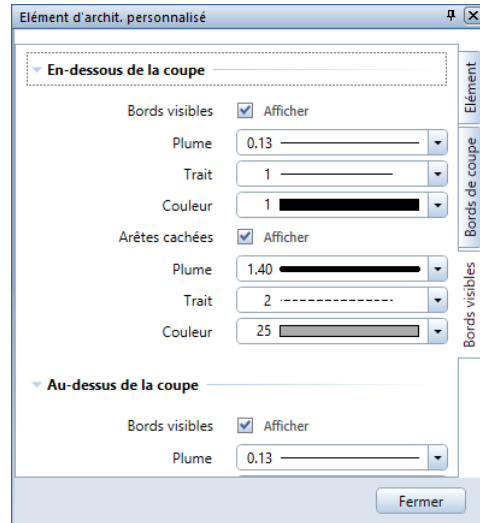 Elément d'archit. personnalisé
En-dessous de la coupe
Bords visibles Afficher
Plume 0.13
Trait 1
Couleur 1
Arêtes cachées Afficher
Plume 1.40
Trait 2
Couleur 25
Au-dessus de la coupe
Bords visibles Afficher
Plume 0.13
Elément
Bords de coupe
Bords visibles
Fermer